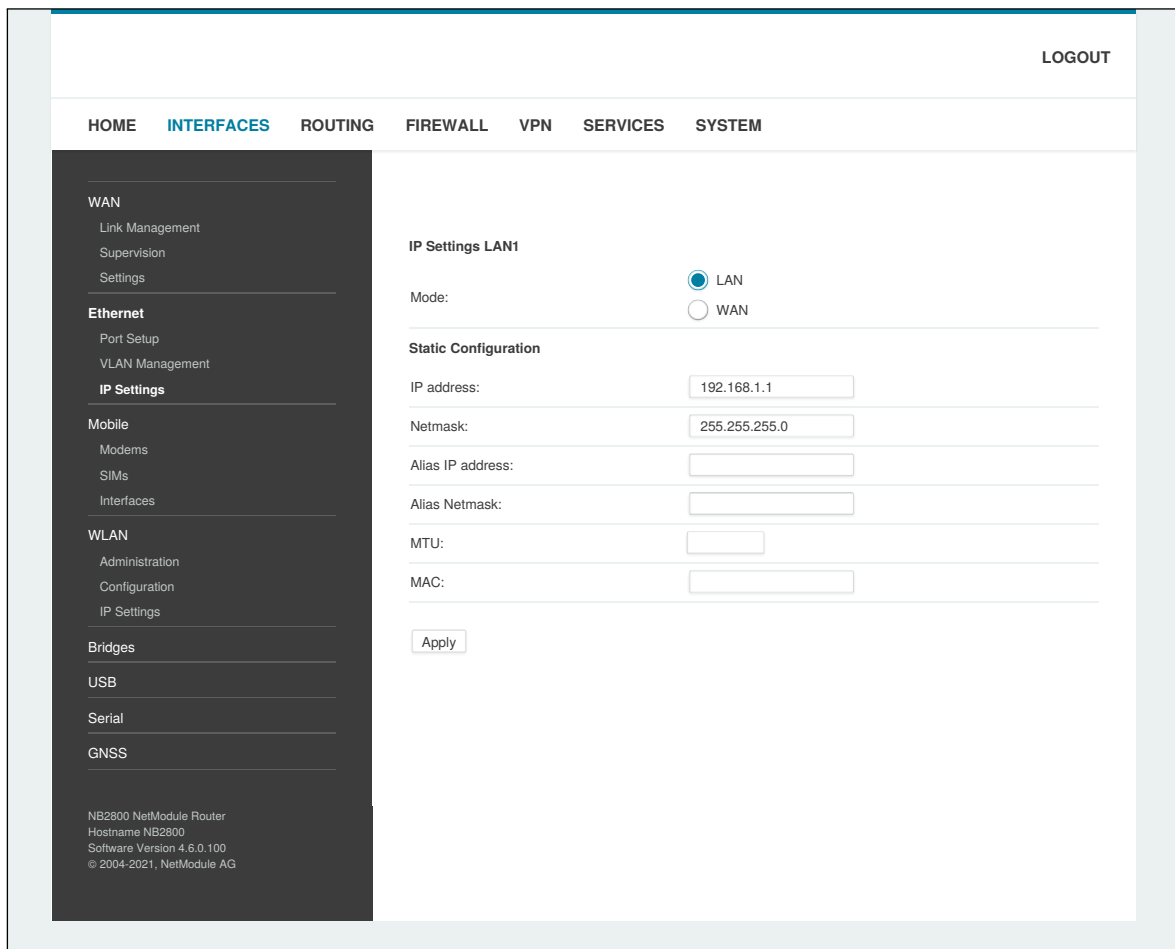 LOGOUT
HOME INTERFACES ROUTING FIREWALL VPN SERVICES SYSTEM
WAN
Link Management
Supervision
Settings
Ethernet
Port Setup
VLAN Management
IP Settings
Mobile
Modems
SIMs
Interfaces
WLAN
Administration
Configuration
IP Settings
Bridges
USB
Serial
GNSS
NB2800 NetModule Router
Hostname NB2800
Software Version 4.6.0.100
© 2004-2021, NetModule AG
IP Settings LAN1
Mode:
LAN
WAN
Static Configuration
IP address: 192.168.1.1
Netmask: 255.255.255.0
Alias IP address:
Alias Netmask:
MTU:
MAC:
Apply